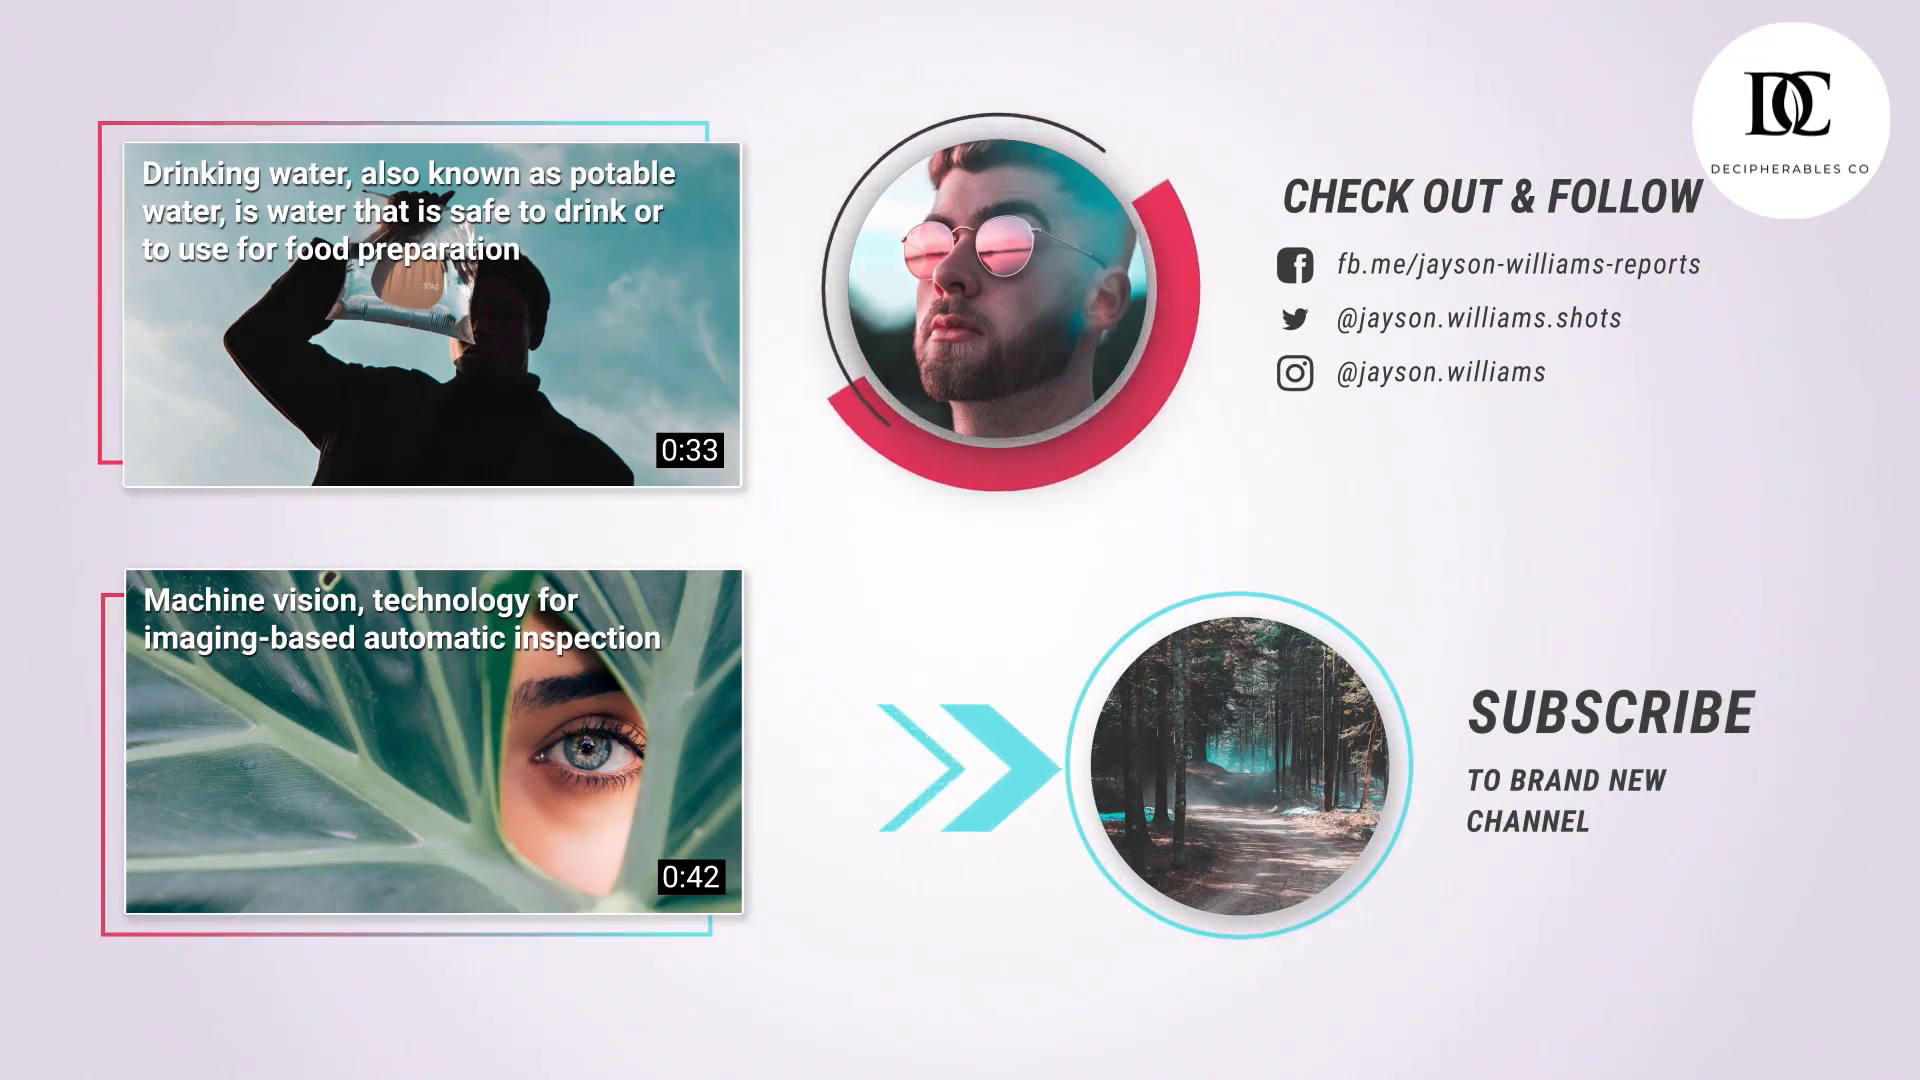 Drinking water, also known as potable
water, is water that is safe to drink or
to use for food preparation
0:33
DC
DECIPHERABLES CO
CHECK OUT & FOLLOW
fb.me/jayson-williams-reports
@jayson.williams.shots
@jayson.williams
Machine vision, technology for
imaging-based automatic inspection
0:42
SUBSCRIBE
TO BRAND NEW
CHANNEL